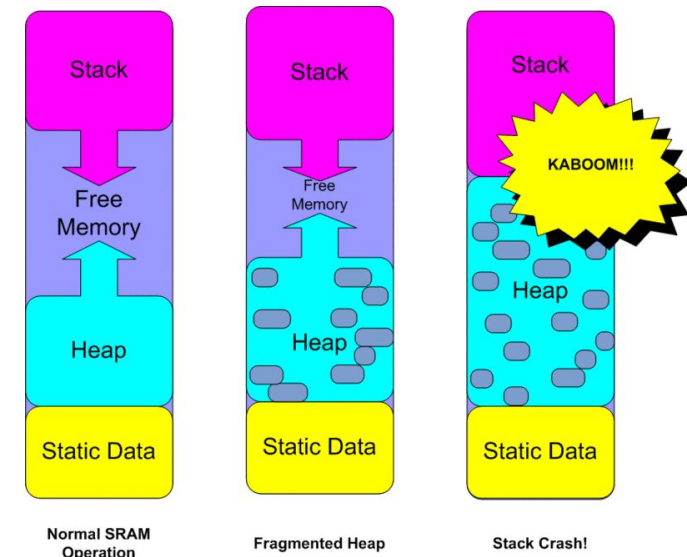 Stack
Free
Memory
Heap
Static Data
Normal SRAM
Operation
Stack
Free
Memory
Heap
Static Data
Fragmented Heap
Stack
KABOOM!!!
Heap
Static Data
Stack Crash!